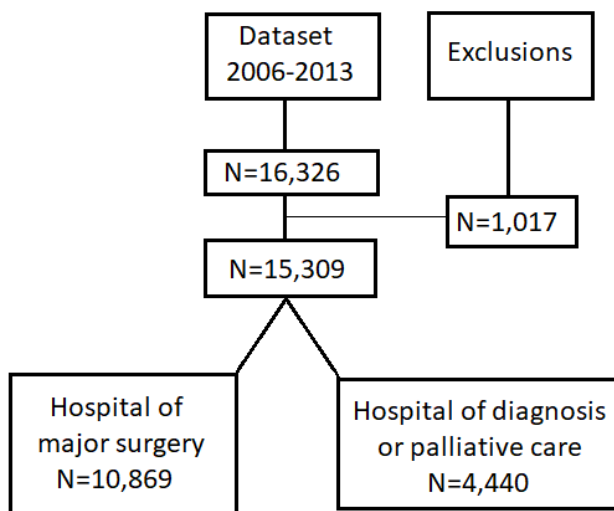 Dataset
2006-2013
Exclusions
N=16,326
N=1,017
N=15,309
Hospital of
major surgery
N=10,869
Hospital of diagnosis
or palliative care
N=4,440